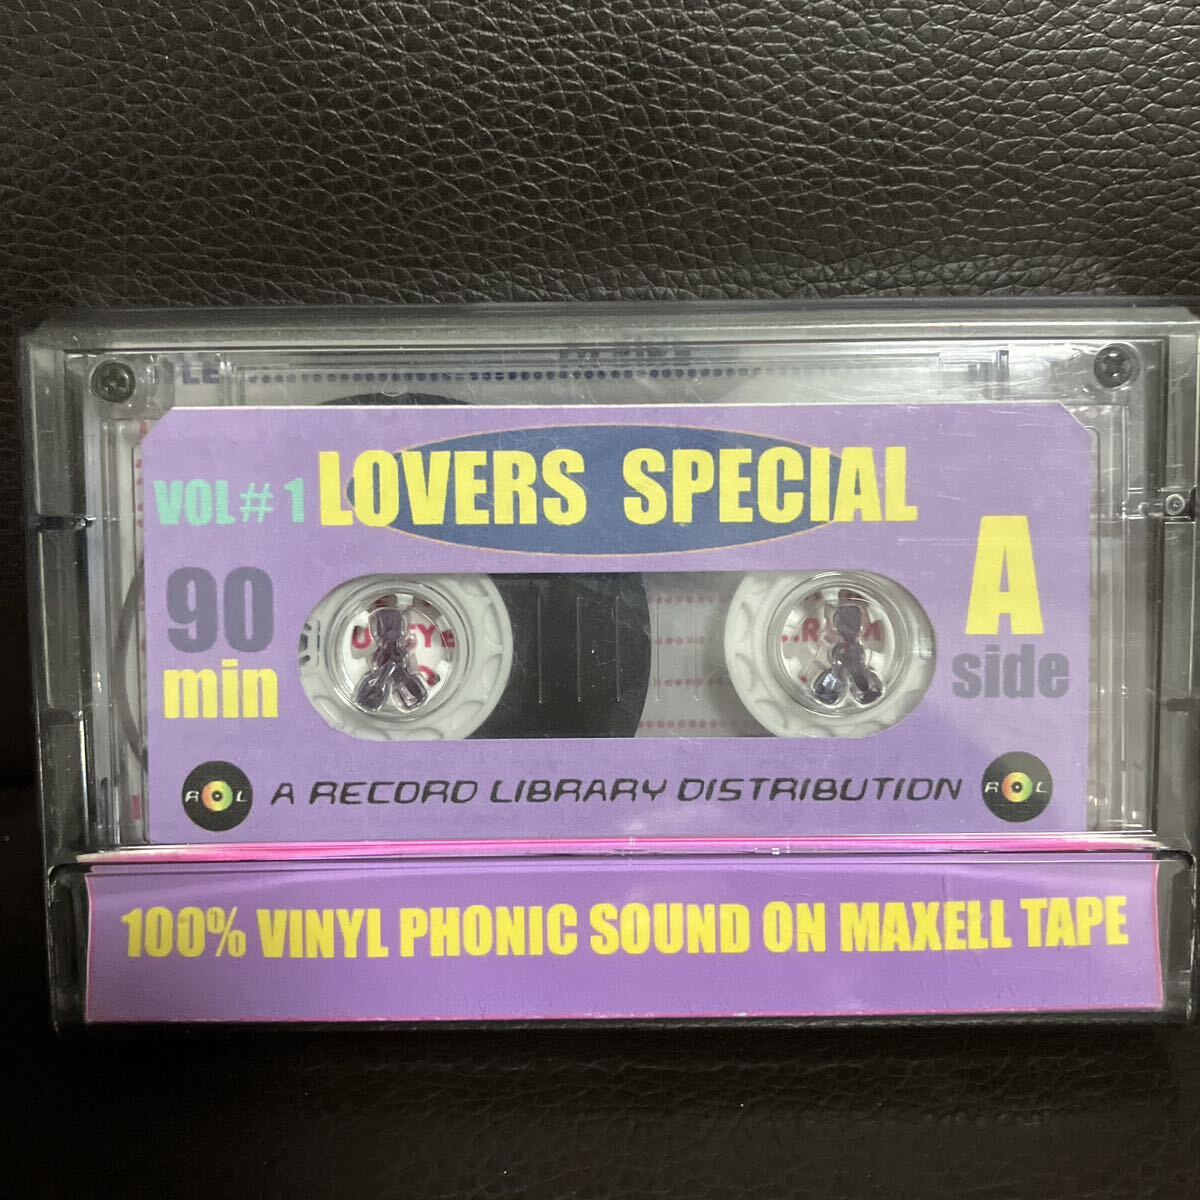 VOL#1 LOVERS SPECIAL
90
min
A
side
R L A RECORD LIBRARY DISTRIBUTION R L
100% VINYL PHONIC SOUND ON MAXELL TAPE